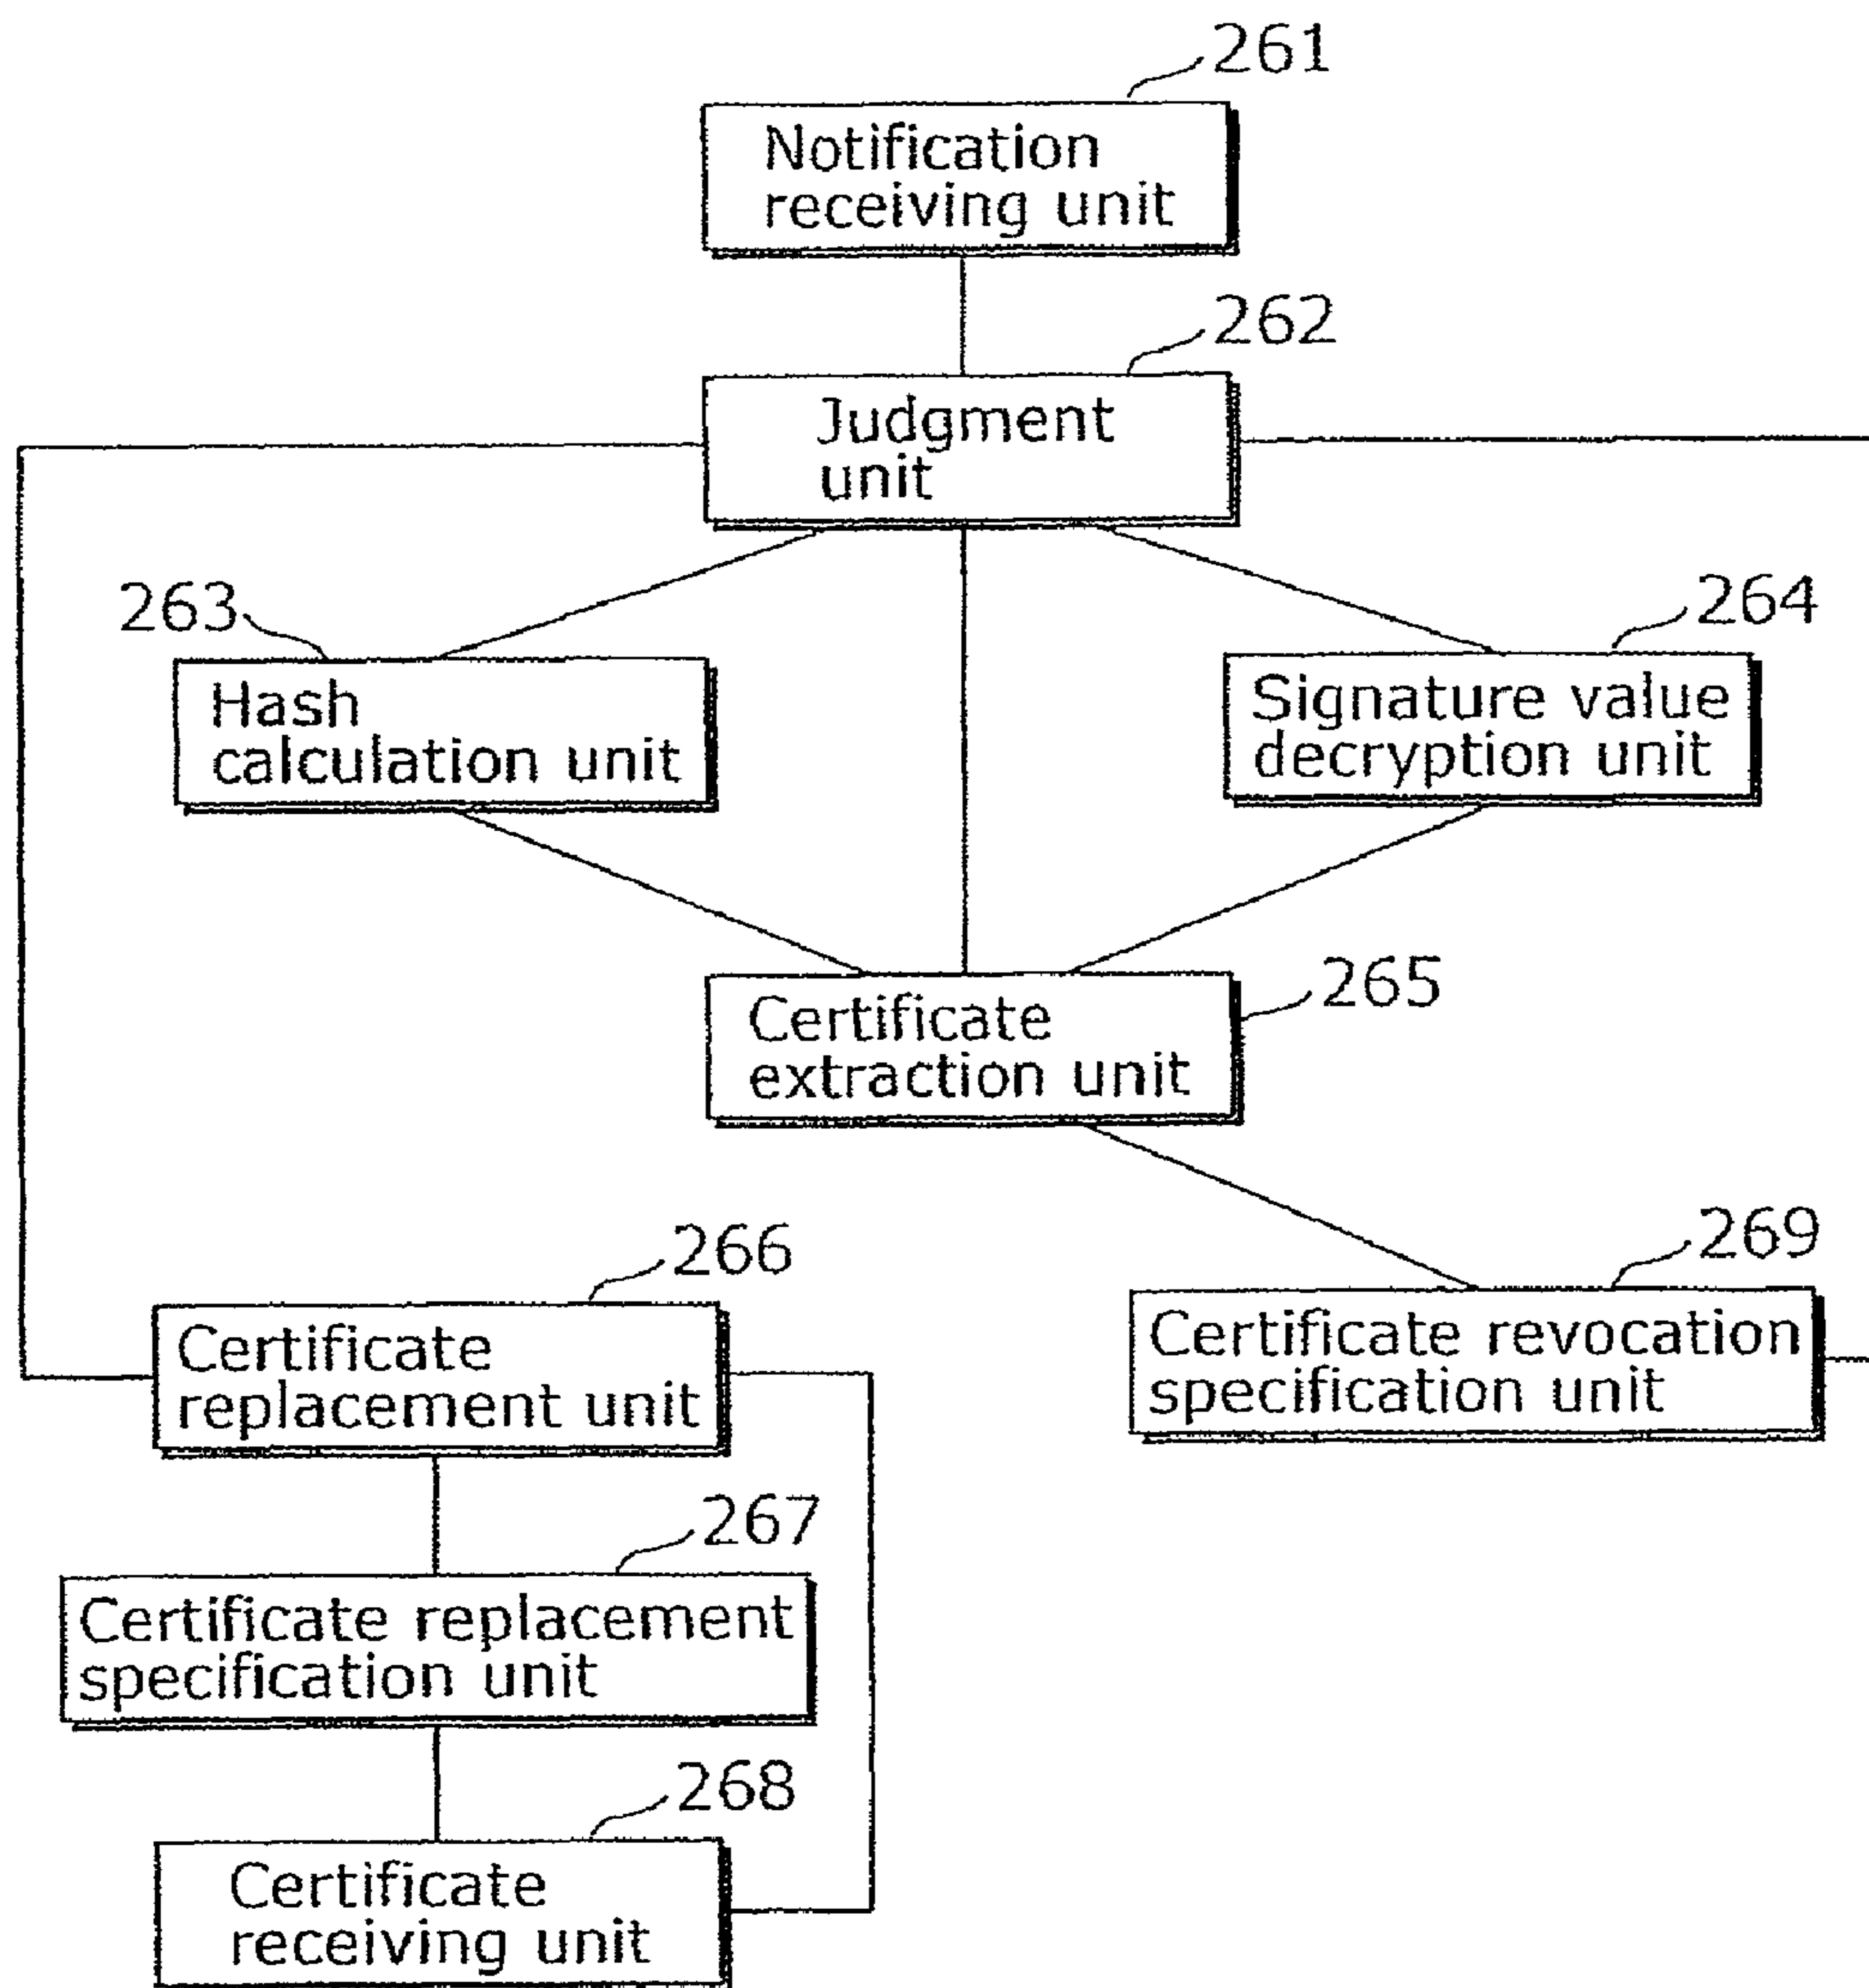 261
Notification
receiving unit
262
Judgment
unit
263
Hash
calculation unit
264
Signature value
decryption unit
265
Certificate
extraction unit
266
Certificate
replacement unit
269
Certificate revocation
specification unit
267
Certificate replacement
specification unit
268
Certificate
receiving unit